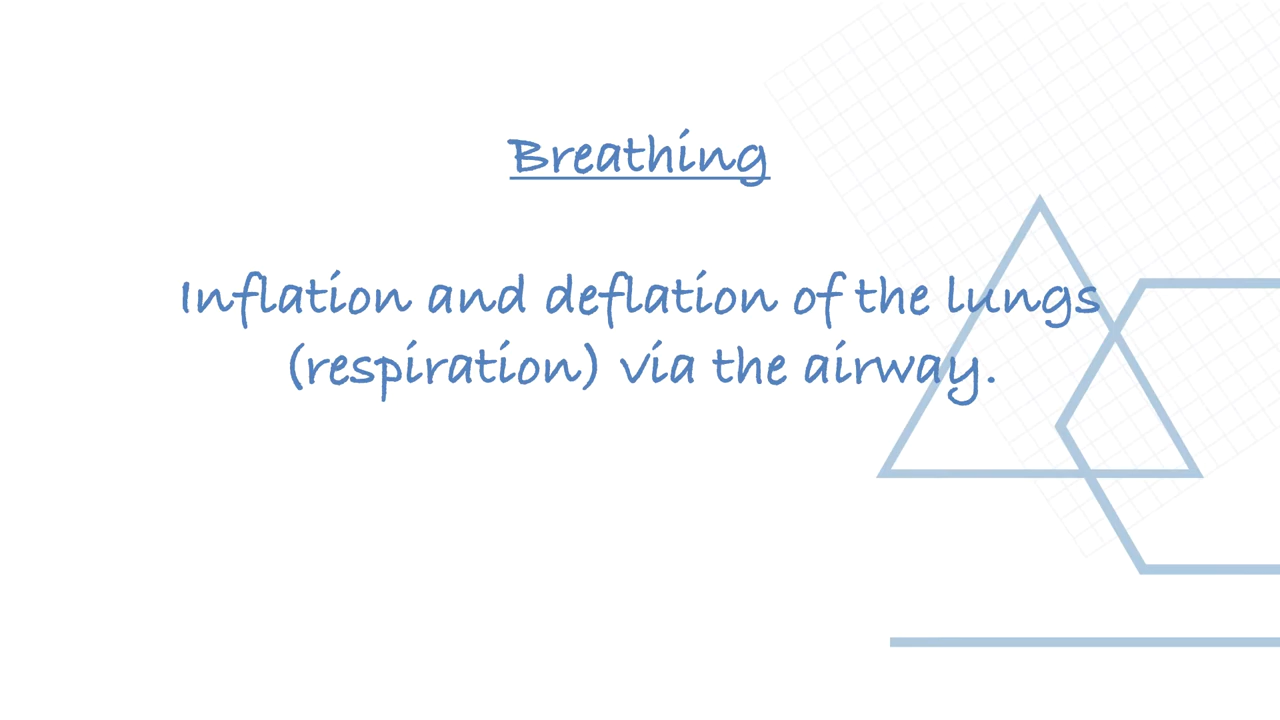 Breathing
Inflation and deflation of the lungs
(respiration) via the airway.